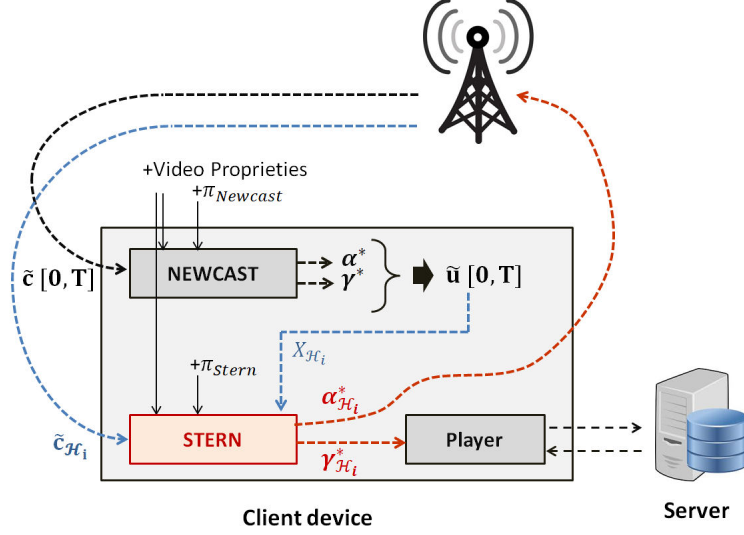 +Video Proprieties
+π_Newcast
c̃ [0, T]
NEWCAST
α*
γ*
ũ [0, T]
X_ℋᵢ
+π_Stern
α*_ℋᵢ
c̃_ℋᵢ
STERN
γ*_ℋᵢ
Player
Server
Client device